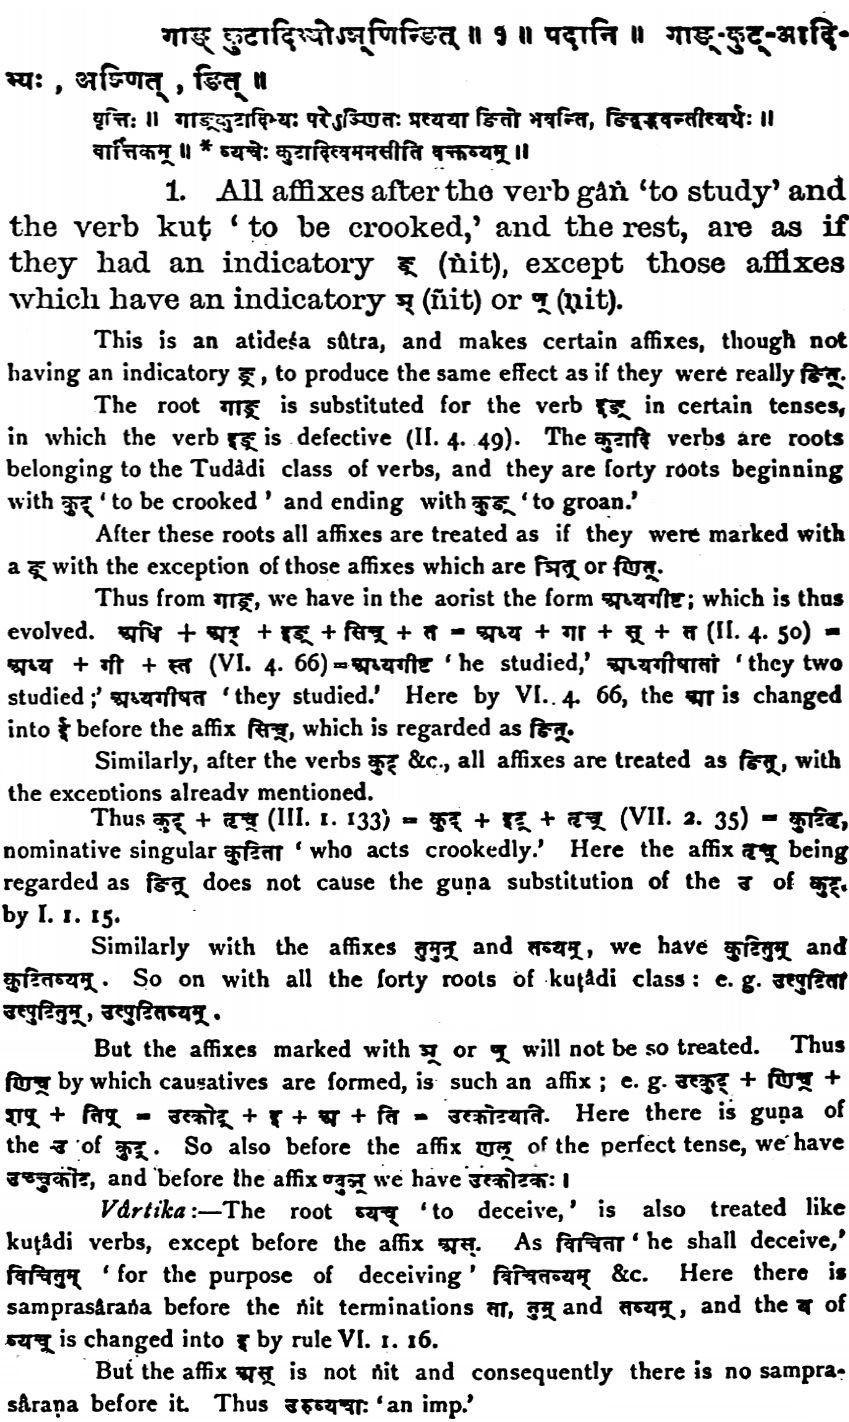 गाङ् कुटादिभ्योऽञ्णिन्ङित् ॥ १ ॥ पदानि ॥ गाङ्-कुट्-आदि-
भ्यः , अञ्णित् , ङित् ॥
वृत्तिः ॥ गाङ्कुटादिभ्यः परेऽञ्णितः प्रत्यया ङितो भवन्ति, ङिद्वद्भवन्तीत्यर्थः ॥
वार्त्तिकम् ॥ * व्यचेः कुटादित्वमनसीति वक्तव्यम् ॥
1. All affixes after the verb gâṅ ‘to study’ and
the verb kuṭ ‘to be crooked,’ and the rest, are as if
they had an indicatory ङ् (ṅit), except those affixes
which have an indicatory ञ् (ñit) or ण् (ṇit).
This is an atideśa sûtra, and makes certain affixes, though not
having an indicatory ङ्, to produce the same effect as if they were really ङित्.
The root गाङ् is substituted for the verb इङ् in certain tenses,
in which the verb इङ् is defective (II. 4. 49). The कुटादि verbs are roots
belonging to the Tudâdi class of verbs, and they are forty roots beginning
with कुट् ‘to be crooked’ and ending with कुङ् ‘to groan.’
After these roots all affixes are treated as if they were marked with
a ङ् with the exception of those affixes which are ञित् or णित्.
Thus from गाङ्, we have in the aorist the form अध्यगीष्ट; which is thus
evolved. अधि + अट् + इङ् + सिच् + त = अध्य + गा + स् + त (II. 4. 50) =
अध्य + गी + स्त (VI. 4. 66)=अध्यगीष्ट ‘he studied,’ अध्यगीषातां ‘they two
studied;’ अध्यगीषत ‘they studied.’ Here by VI. 4. 66, the आ is changed
into ई before the affix सिच्, which is regarded as ङित्.
Similarly, after the verbs कुट् &c., all affixes are treated as ङित्, with
the exceptions already mentioned.
Thus कुट् + तृच् (III. 1. 133) = कुट् + इट् + तृच् (VII. 2. 35) = कुटितृ,
nominative singular कुटिता ‘who acts crookedly.’ Here the affix तृच् being
regarded as ङित् does not cause the guṇa substitution of the उ of कुट्.
by I. 1. 15.
Similarly with the affixes तुमुन् and तव्यम्, we have कुटितुम् and
कुटितव्यम्. So on with all the forty roots of kuṭâdi class: e. g. उत्पुटिता
उत्पुटितुम्, उत्पुटितव्यम्.
But the affixes marked with ञ् or ण् will not be so treated. Thus
णिच् by which causatives are formed, is such an affix; e. g. उत्कुट् + णिच् +
शप् + तिप् = उत्कोट् + इ + अ + ति = उत्कोटयति. Here there is guṇa of
the उ of कुट्. So also before the affix णल् of the perfect tense, we have
उच्चुकोट, and before the affix ण्वुञ् we have उत्कोटकः।
Vârtika:—The root व्यच् ‘to deceive,’ is also treated like
kuṭâdi verbs, except before the affix अस्. As विचिता ‘he shall deceive,’
विचितुम् ‘for the purpose of deceiving’ विचितव्यम् &c. Here there is
samprasâraṅa before the ṅit terminations ता, तुम् and तव्यम्, and the य of
व्यच् is changed into इ by rule VI. 1. 16.
But the affix अस् is not ṅit and consequently there is no sampra-
sâraṇa before it. Thus उरुव्यचाः ‘an imp.’